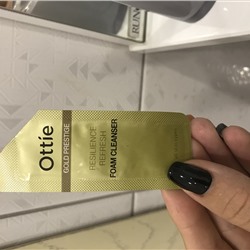 Ottie
GOLD PRESTIGE
RESILIENCE
REFRESH
FOAM CLEANSER